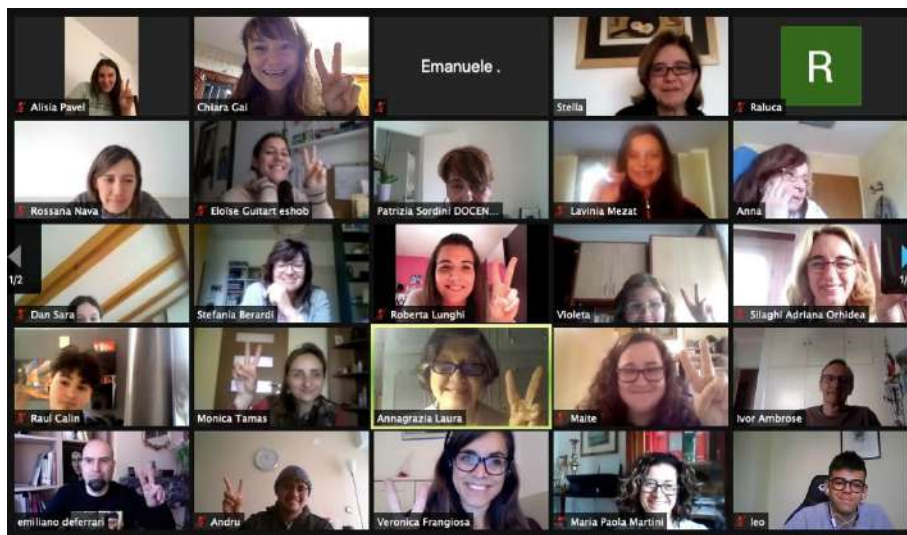 Alisia Pavel
Chiara Gai
Emanuele .
Stella
R
Raluca
Rossana Nava
Eloïse Guitart eshob
Patrizia Sordini DOCEN...
Lavinia Mezat
Anna
1/2
Dan Sara
Stefania Berardi
Roberta Lunghi
Violeta
Silaghi Adriana Orhidea
1/
Raul Calin
Monica Tamas
Annagrazia Laura
Maite
Ivor Ambrose
emiliano deferrari
Andru
Veronica Frangiosa
Maria Paola Martini
leo